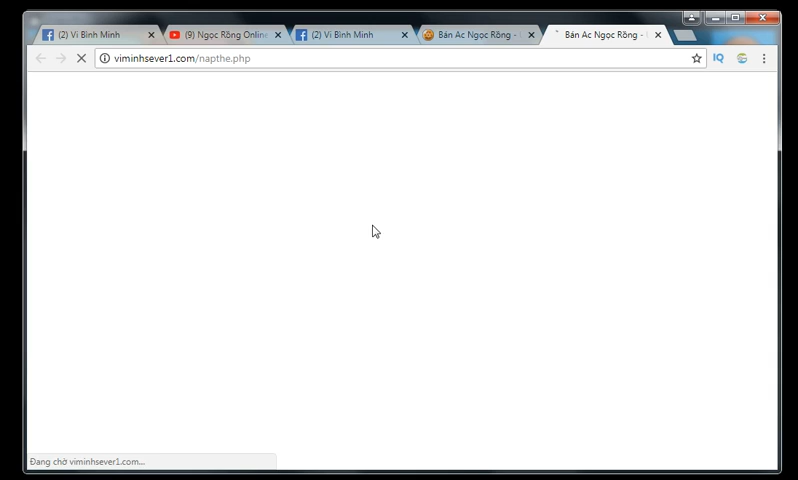 (2) Vi Bình Minh
(9) Ngọc Rồng Online
(2) Vi Bình Minh
Bán Ac Ngọc Rồng -
Bán Ac Ngọc Rồng -
viminhsever1.com/napthe.php
IQ
Đang chờ viminhsever1.com...